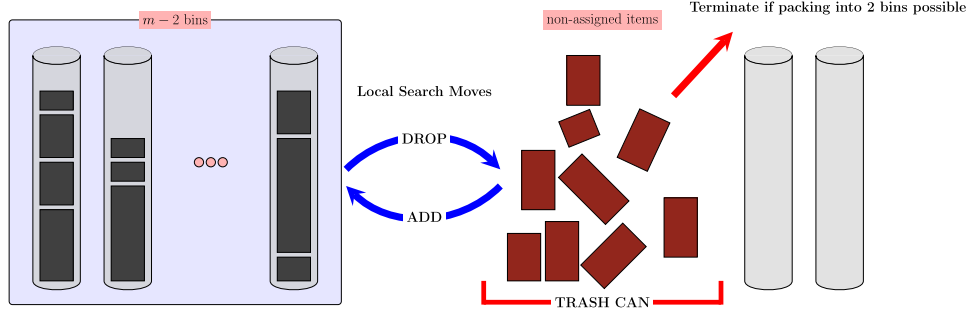 $m-2$ bins
non-assigned items
Terminate if packing into 2 bins possible
Local Search Moves
DROP
ADD
TRASH CAN